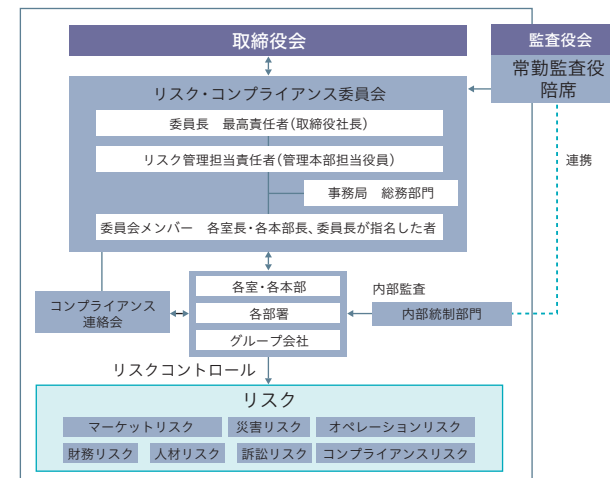 取締役会
監査役会
常勤監査役
陪席
リスク・コンプライアンス委員会
委員長　最高責任者(取締役社長)
リスク管理担当責任者(管理本部担当役員)
事務局　総務部門
委員会メンバー　各室長・各本部長、委員長が指名した者
連携
各室・各本部
各部署
グループ会社
コンプライアンス
連絡会
内部監査
内部統制部門
リスクコントロール
リスク
マーケットリスク
災害リスク
オペレーションリスク
財務リスク
人材リスク
訴訟リスク
コンプライアンスリスク